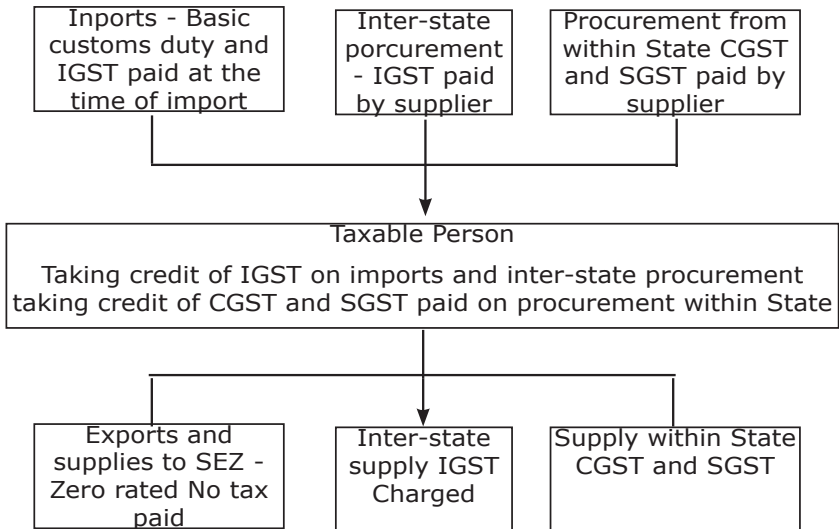 Inports - Basic
customs duty and
IGST paid at the
time of import
Inter-state
porcurement
- IGST paid
by supplier
Procurement from
within State CGST
and SGST paid by
supplier
Taxable Person
Taking credit of IGST on imports and inter-state procurement
taking credit of CGST and SGST paid on procurement within State
Exports and
supplies to SEZ -
Zero rated No tax
paid
Inter-state
supply IGST
Charged
Supply within State
CGST and SGST